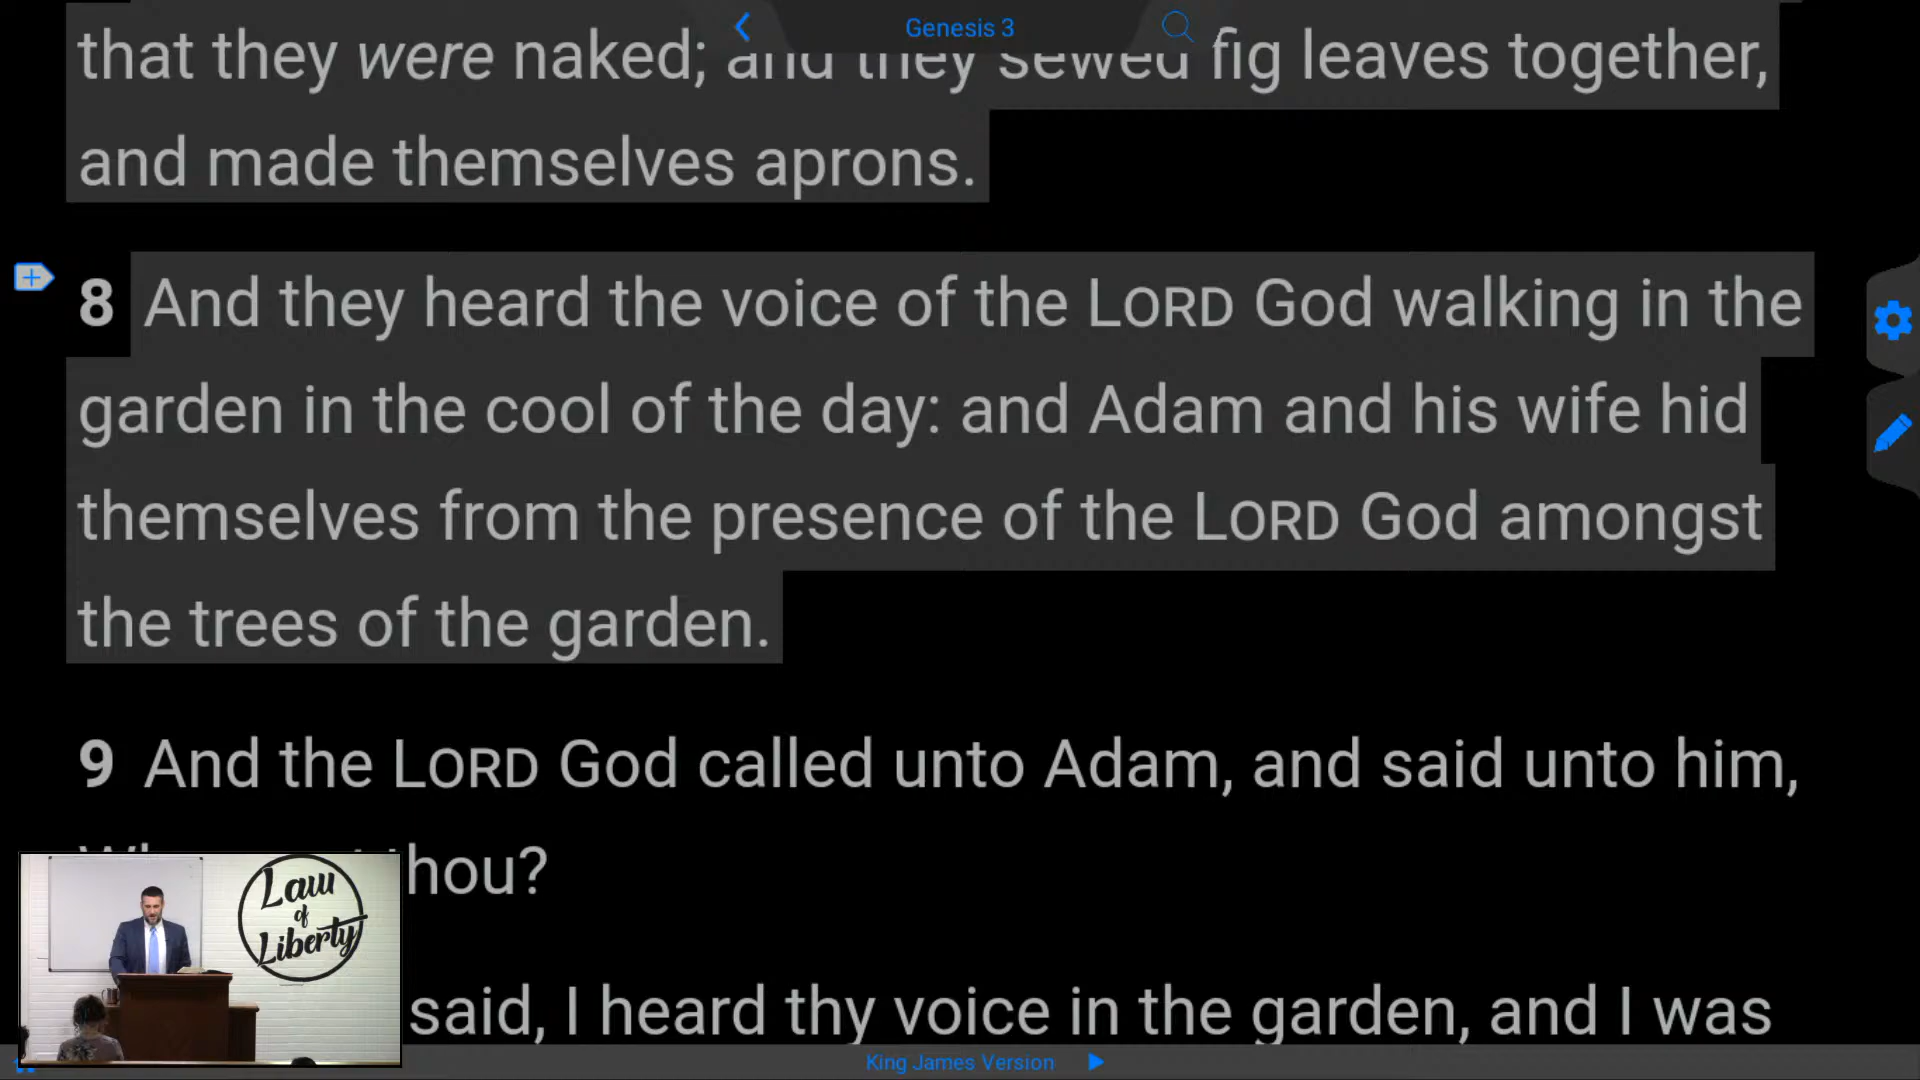 Genesis 3
that they were naked; and they sewed fig leaves together,
and made themselves aprons.
8 And they heard the voice of the LORD God walking in the
garden in the cool of the day: and Adam and his wife hid
themselves from the presence of the LORD God amongst
the trees of the garden.
9 And the LORD God called unto Adam, and said unto him,
thou?
said, I heard thy voice in the garden, and I was
Law
of
Liberty
King James Version